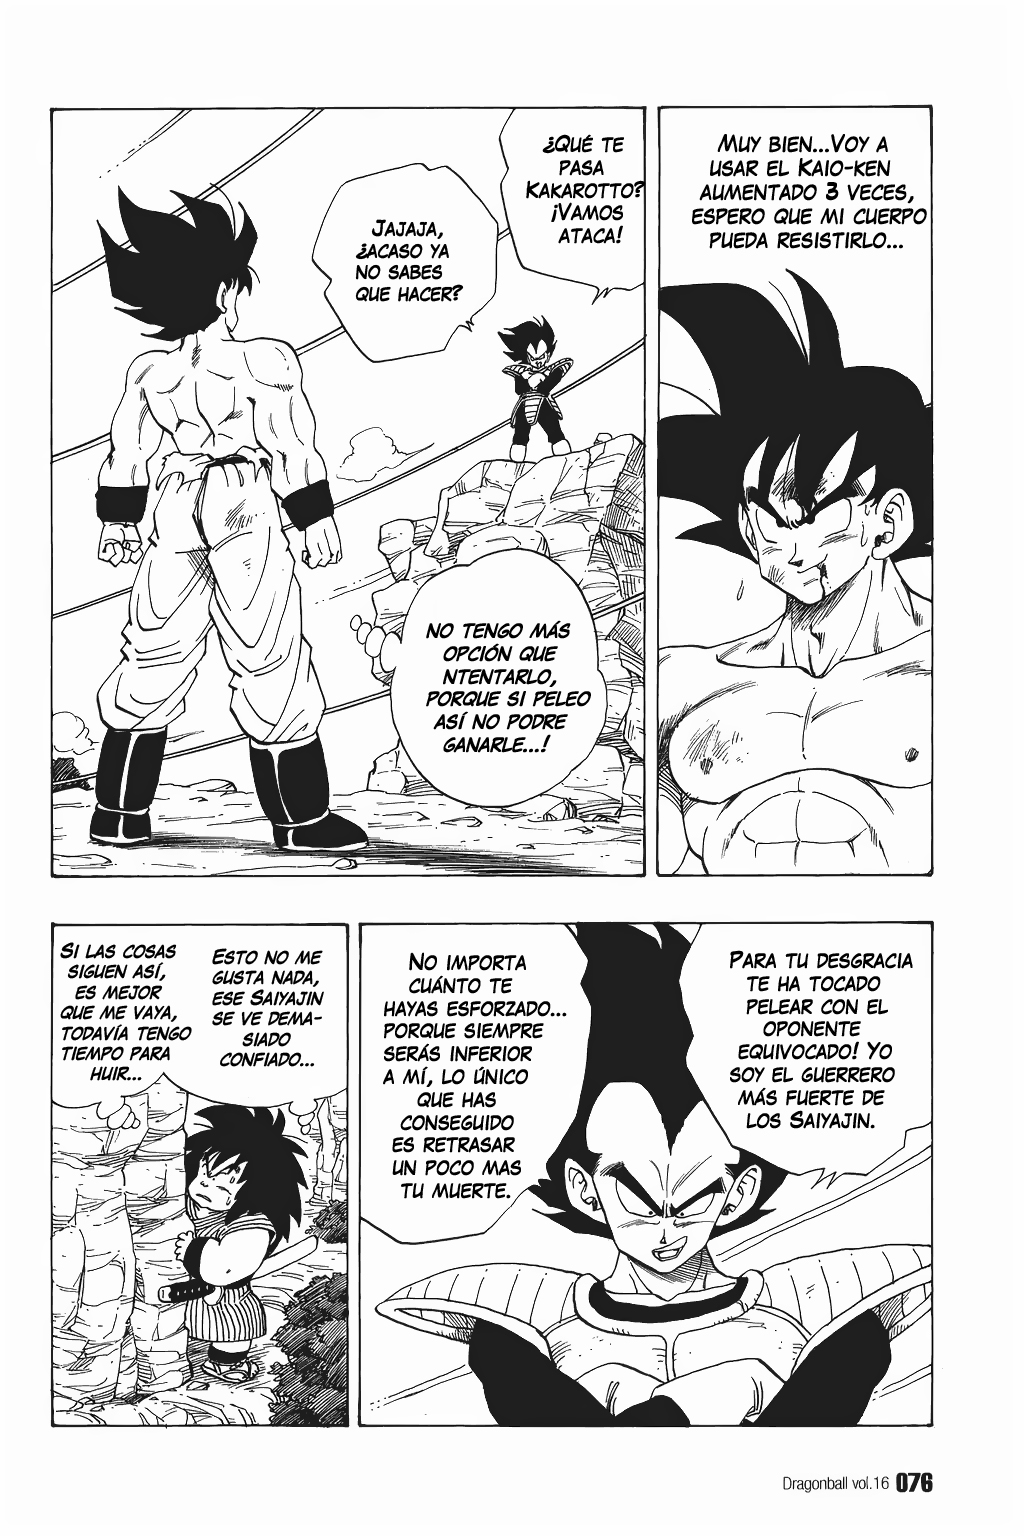 MUY BIEN...VOY A
USAR EL KAIO-KEN
AUMENTADO 3 VECES,
ESPERO QUE MI CUERPO
PUEDA RESISTIRLO...
¿QUÉ TE
PASA
KAKAROTTO?
¡VAMOS
ATACA!
JAJAJA,
¿ACASO YA
NO SABES
QUE HACER?
NO TENGO MÁS
OPCIÓN QUE
NTENTARLO,
PORQUE SI PELEO
ASÍ NO PODRE
GANARLE...!
PARA TU DESGRACIA
TE HA TOCADO
PELEAR CON EL
OPONENTE
EQUIVOCADO! YO
SOY EL GUERRERO
MÁS FUERTE DE
LOS SAIYAJIN.
NO IMPORTA
CUÁNTO TE
HAYAS ESFORZADO...
PORQUE SIEMPRE
SERÁS INFERIOR
A MÍ, LO ÚNICO
QUE HAS
CONSEGUIDO
ES RETRASAR
UN POCO MAS
TU MUERTE.
ESTO NO ME
GUSTA NADA,
ESE SAIYAJIN
SE VE DEMA-
SIADO
CONFIADO...
SI LAS COSAS
SIGUEN ASÍ,
ES MEJOR
QUE ME VAYA,
TODAVÍA TENGO
TIEMPO PARA
HUIR...
Dragonball vol.16 076